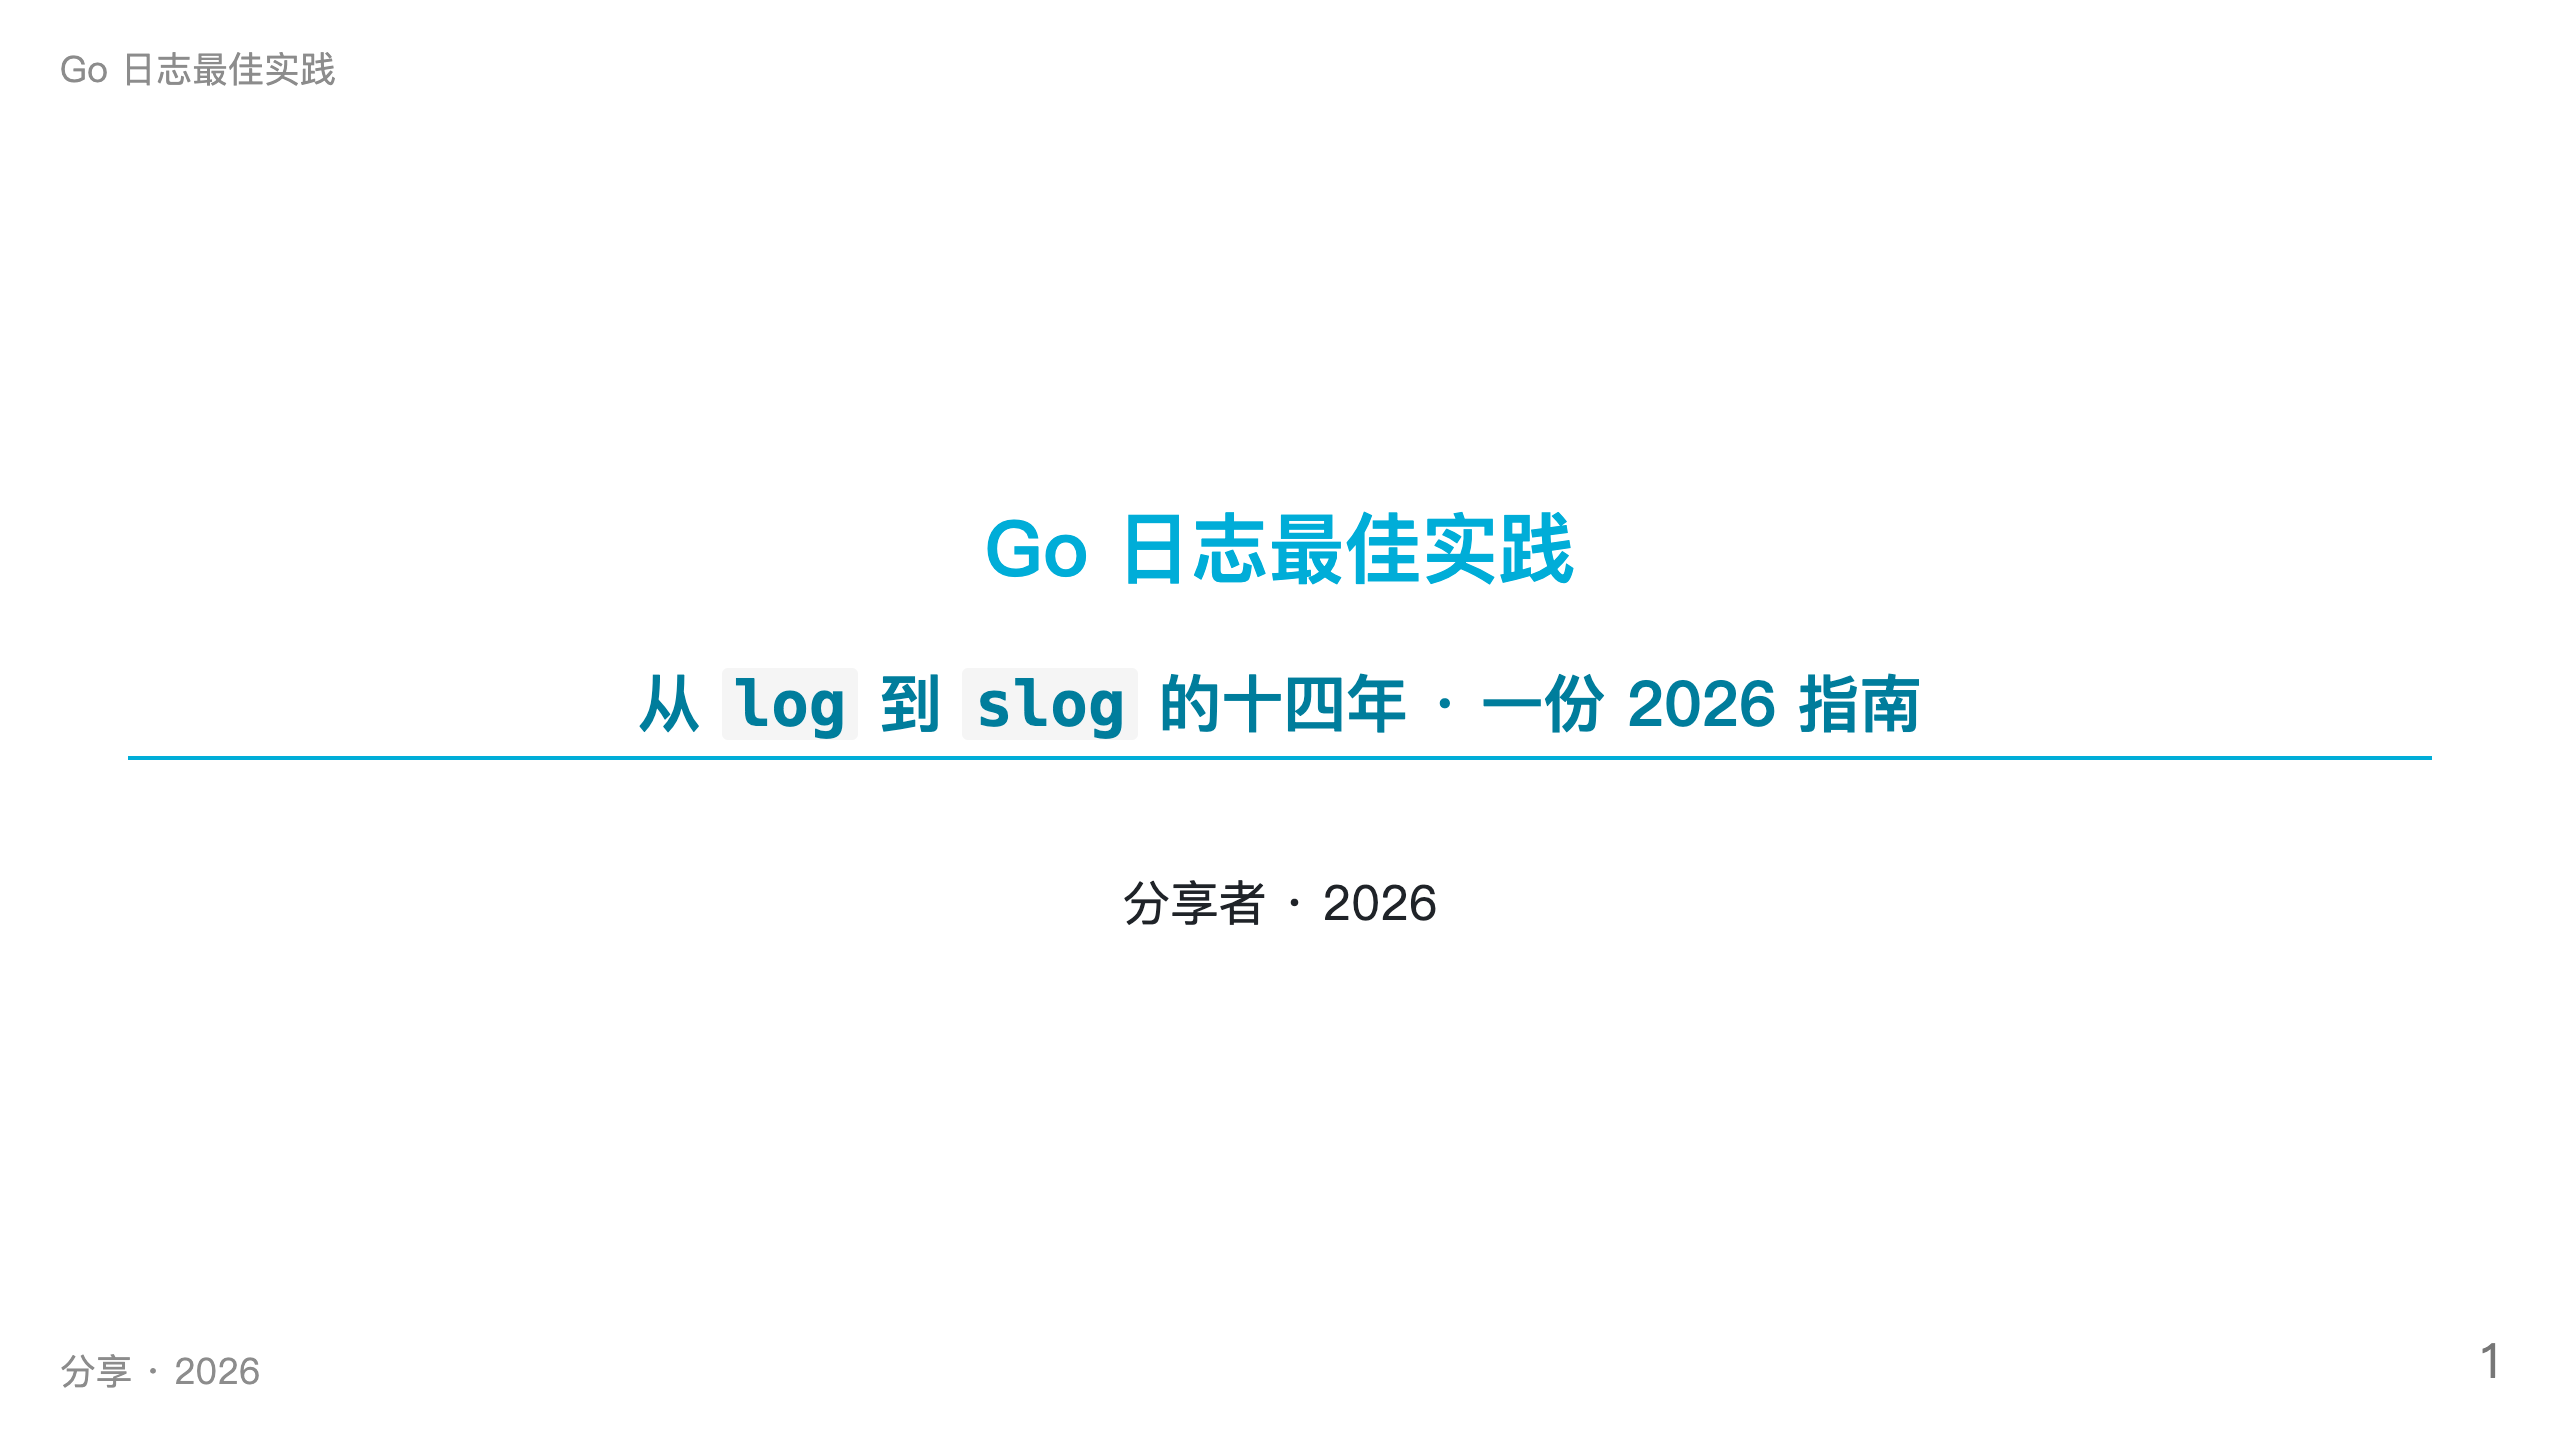 Go 日志最佳实践
Go 日志最佳实践
从 log 到 slog 的十四年 · 一份 2026 指南
分享者 · 2026
分享 · 2026
1